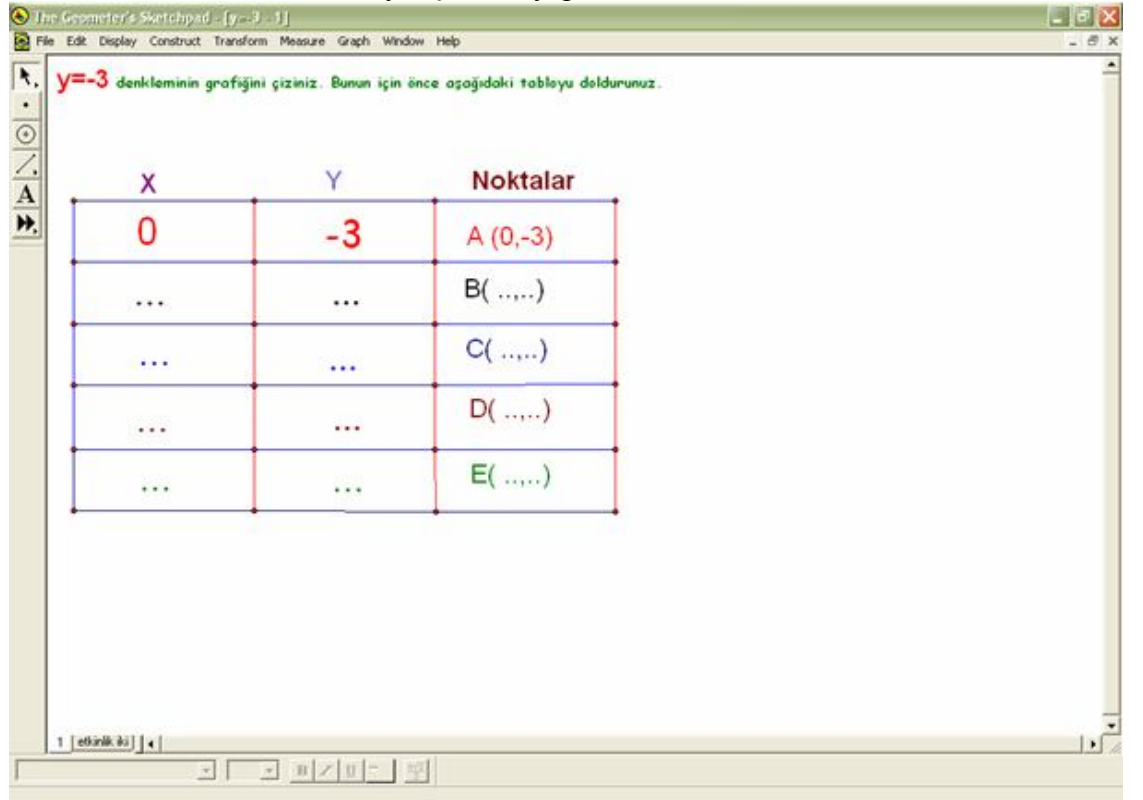 The Geometer's Sketchpad - [y=-3 - 1]
File Edit Display Construct Transform Measure Graph Window Help
y=-3 denkleminin grafiğini çiziniz. Bunun için önce aşağıdaki tabloyu doldurunuz.
X Y Noktalar
0 -3 A (0,-3)
... ... B( ..,..)
... ... C( ..,..)
... ... D( ..,..)
... ... E( ..,..)
1 etkinlik iki
B I U